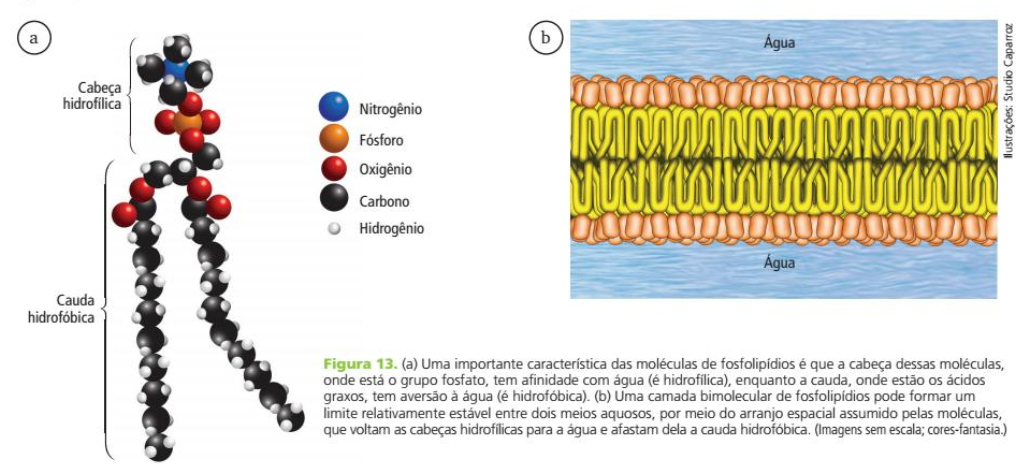 a
Cabeça
hidrofílica
Cauda
hidrofóbica
Nitrogênio
Fósforo
Oxigênio
Carbono
Hidrogênio
b
Água
Água
Ilustrações: Studio Caparroz
Figura 13. (a) Uma importante característica das moléculas de fosfolipídios é que a cabeça dessas moléculas,
onde está o grupo fosfato, tem afinidade com água (é hidrofílica), enquanto a cauda, onde estão os ácidos
graxos, tem aversão à água (é hidrofóbica). (b) Uma camada bimolecular de fosfolipídios pode formar um
limite relativamente estável entre dois meios aquosos, por meio do arranjo espacial assumido pelas moléculas,
que voltam as cabeças hidrofílicas para a água e afastam dela a cauda hidrofóbica. (Imagens sem escala; cores-fantasia.)